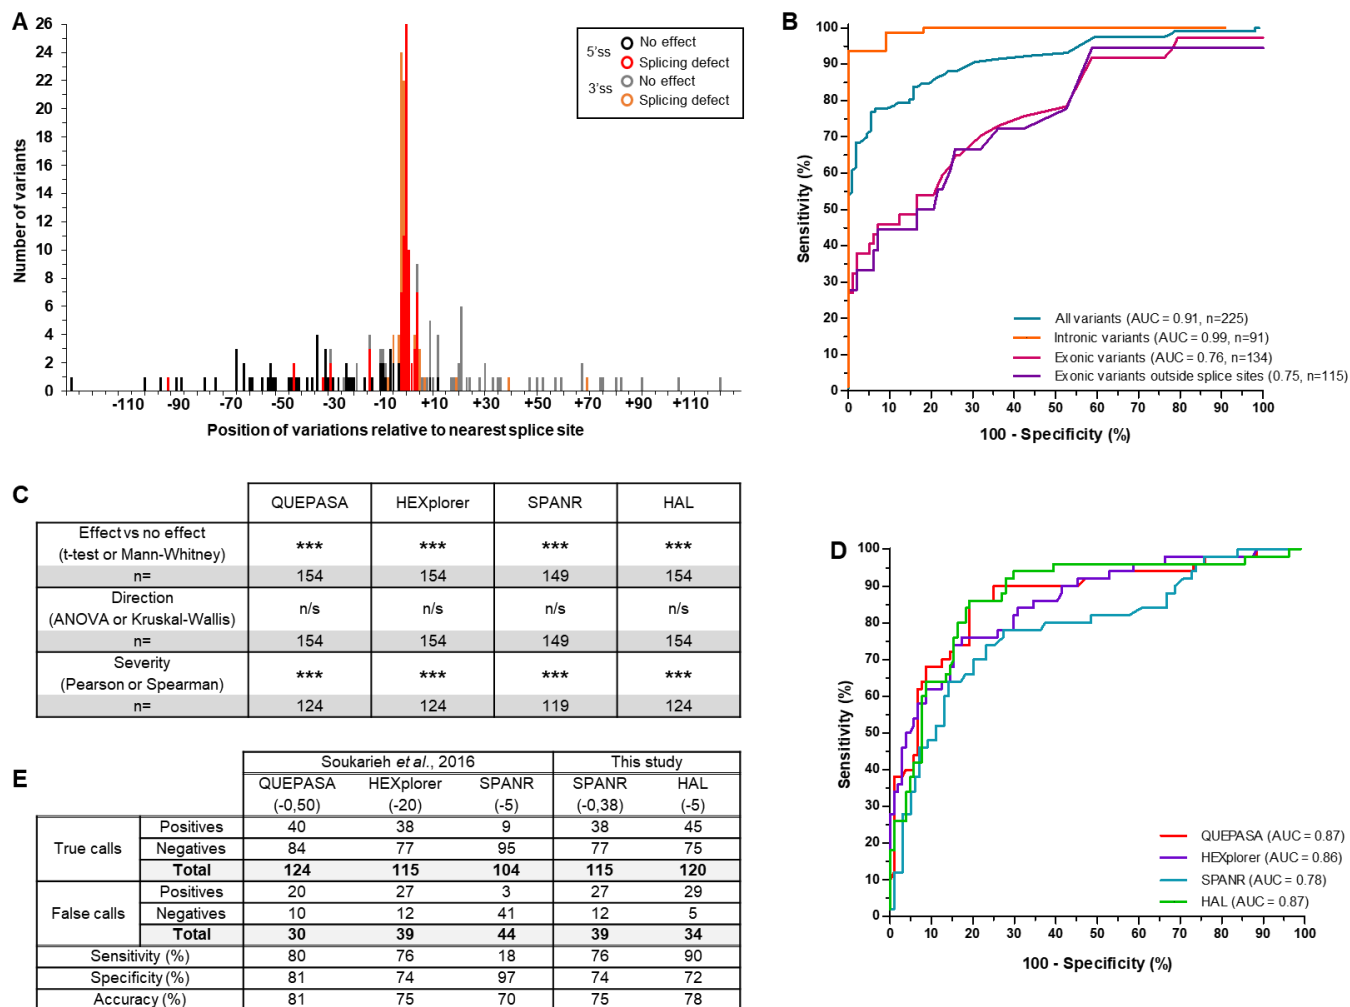 A
Number of variants
26
24
22
20
18
16
14
12
10
8
6
4
2
0
-110 -90 -70 -50 -30 -10 +10 +30 +50 +70 +90 +110
Position of variations relative to nearest splice site
5'ss
No effect
Splicing defect
3'ss
No effect
Splicing defect
B
Sensitivity (%)
100
90
80
70
60
50
40
30
20
10
0
0 10 20 30 40 50 60 70 80 90 100
100 - Specificity (%)
All variants (AUC = 0.91, n=225)
Intronic variants (AUC = 0.99, n=91)
Exonic variants (AUC = 0.76, n=134)
Exonic variants outside splice sites (0.75, n=115)
C
QUEPASA HEXplorer SPANR HAL
Effect vs no effect
(t-test or Mann-Whitney)
*** *** *** ***
n= 154 154 149 154
Direction
(ANOVA or Kruskal-Wallis)
n/s n/s n/s n/s
n= 154 154 149 154
Severity
(Pearson or Spearman)
*** *** *** ***
n= 124 124 119 124
D
Sensitivity (%)
100
90
80
70
60
50
40
30
20
10
0
0 10 20 30 40 50 60 70 80 90 100
100 - Specificity (%)
QUEPASA (AUC = 0.87)
HEXplorer (AUC = 0.86)
SPANR (AUC = 0.78)
HAL (AUC = 0.87)
E
Soukarieh et al., 2016 This study
QUEPASA HEXplorer SPANR SPANR HAL
(-0,50) (-20) (-5) (-0,38) (-5)
True calls
Positives 40 38 9 38 45
Negatives 84 77 95 77 75
Total 124 115 104 115 120
False calls
Positives 20 27 3 27 29
Negatives 10 12 41 12 5
Total 30 39 44 39 34
Sensitivity (%) 80 76 18 76 90
Specificity (%) 81 74 97 74 72
Accuracy (%) 81 75 70 75 78